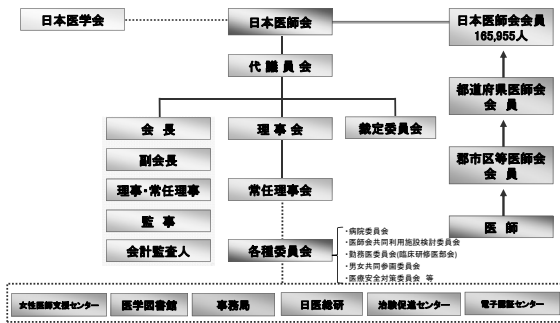 日本医学会
日本医師会
日本医師会会員
165,955人
代議員会
都道府県医師会
会 員
会 長
理 事 会
裁定委員会
副会長
郡市区等医師会
会 員
理事・常任理事
常任理事会
監 事
医 師
会計監査人
各種委員会
・病院委員会
・医師会共同利用施設検討委員会
・勤務医委員会(臨床研修医部会)
・男女共同参画委員会
・医療安全対策委員会 等
女性医師支援センター
医学図書館
事務局
日医総研
治験促進センター
電子認証センター